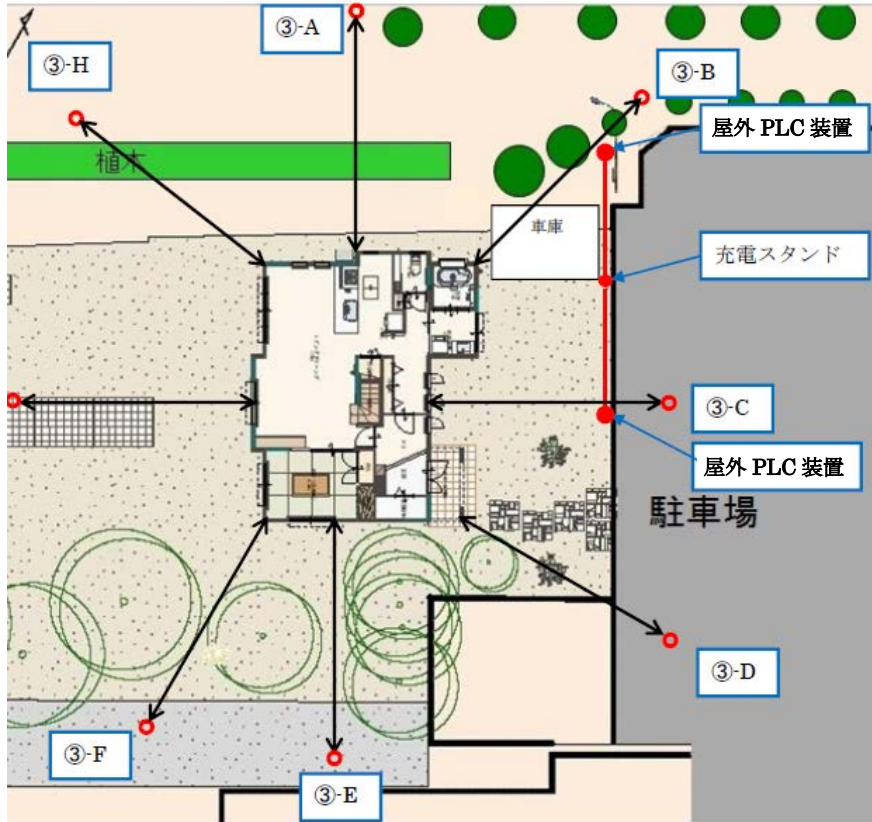 ③-A
③-H
③-B
屋外 PLC 装置
植木
車庫
充電スタンド
③-C
屋外 PLC 装置
駐車場
③-D
③-F
③-E